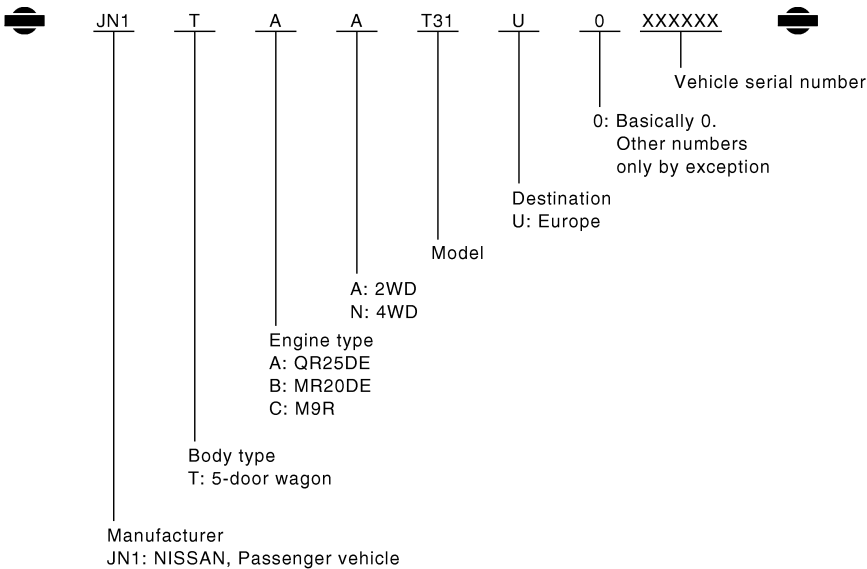 JN1 T A A T31 U 0 XXXXXX
Vehicle serial number
0: Basically 0.
Other numbers
only by exception
Destination
U: Europe
Model
A: 2WD
N: 4WD
Engine type
A: QR25DE
B: MR20DE
C: M9R
Body type
T: 5-door wagon
Manufacturer
JN1: NISSAN, Passenger vehicle